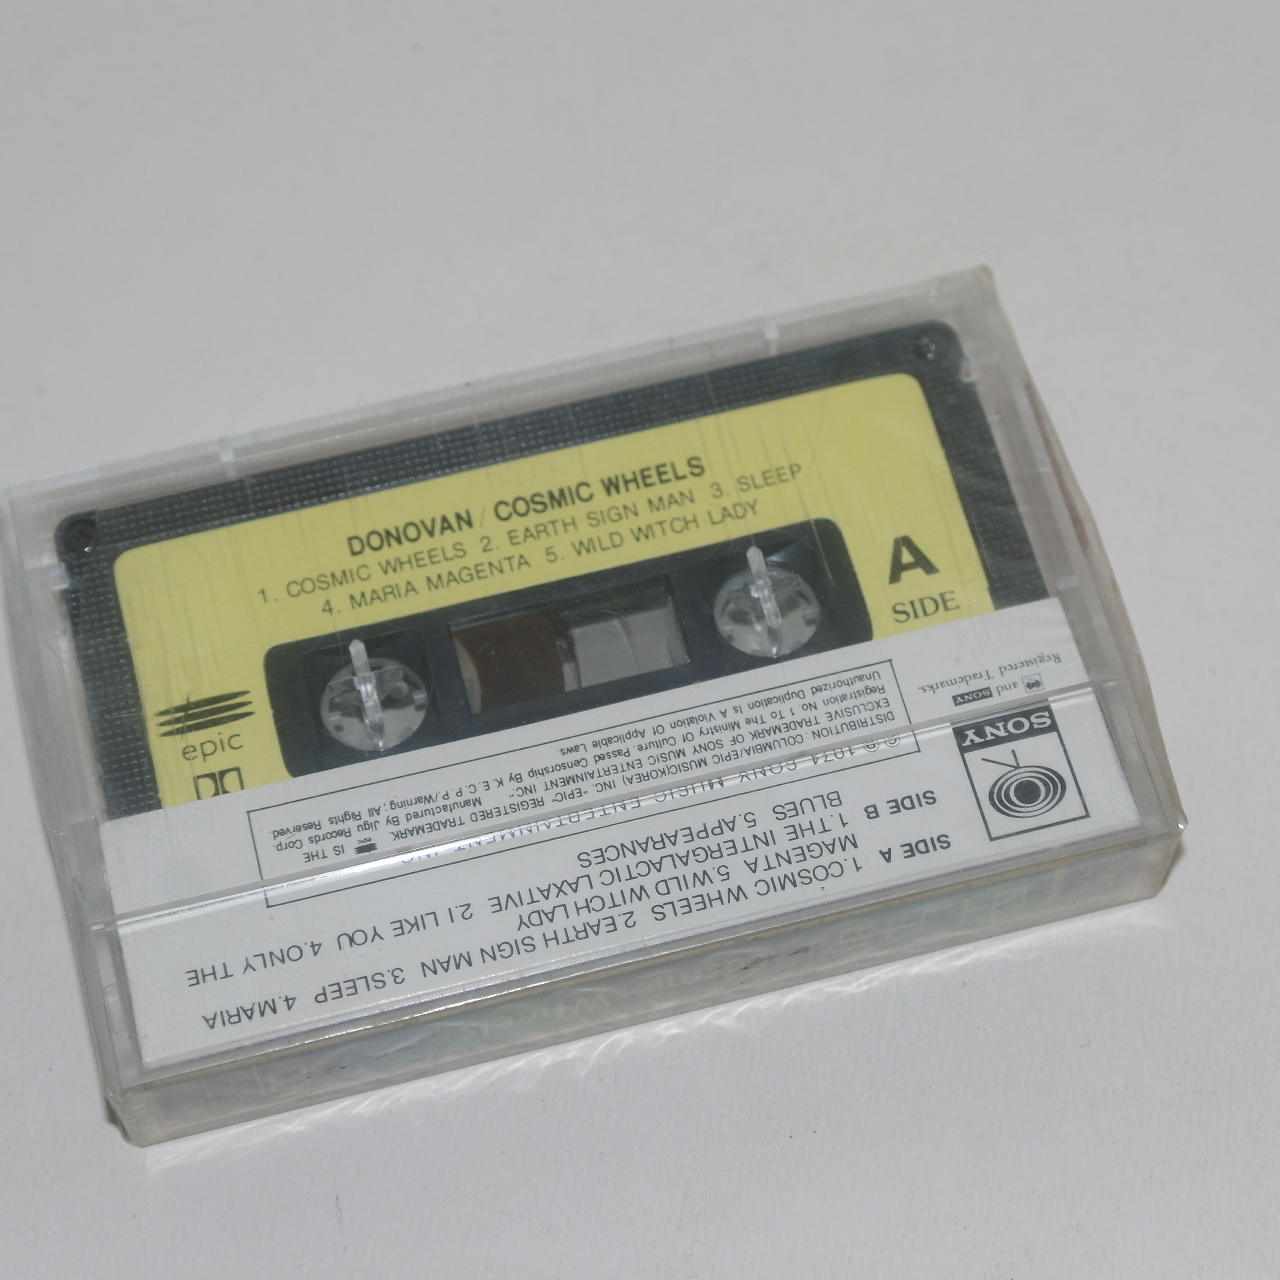 DONOVAN / COSMIC WHEELS
1. COSMIC WHEELS 2. EARTH SIGN MAN 3. SLEEP
4. MARIA MAGENTA 5. WILD WITCH LADY
A
SIDE
epic
SIDE A
1.COSMIC WHEELS 2.EARTH SIGN MAN 3.SLEEP 4.MARIA
MAGENTA 5.WILD WITCH LADY
SIDE B
1.THE INTERGALACTIC LAXATIVE 2.I LIKE YOU 4.ONLY THE
BLUES 5.APPEARANCES
SONY
℗ © 1974 SONY MUSIC ENTERTAINMENT INC.
DISTRIBUTION : COLUMBIA/EPIC MUSIC(KOREA) INC. "EPIC" REGISTERED TRADEMARK. epic IS THE
EXCLUSIVE TRADEMARK OF SONY MUSIC ENTERTAINMENT INC." Manufactured By Jigu Records Corp.
Registration No. 1 To The Ministry Of Culture. Passed Censorship By K.E.C.P.P./Warning : All Rights Reserved.
Unauthorized Duplication Is A Violation Of Applicable Laws.
and SONY
Registered Trademarks.